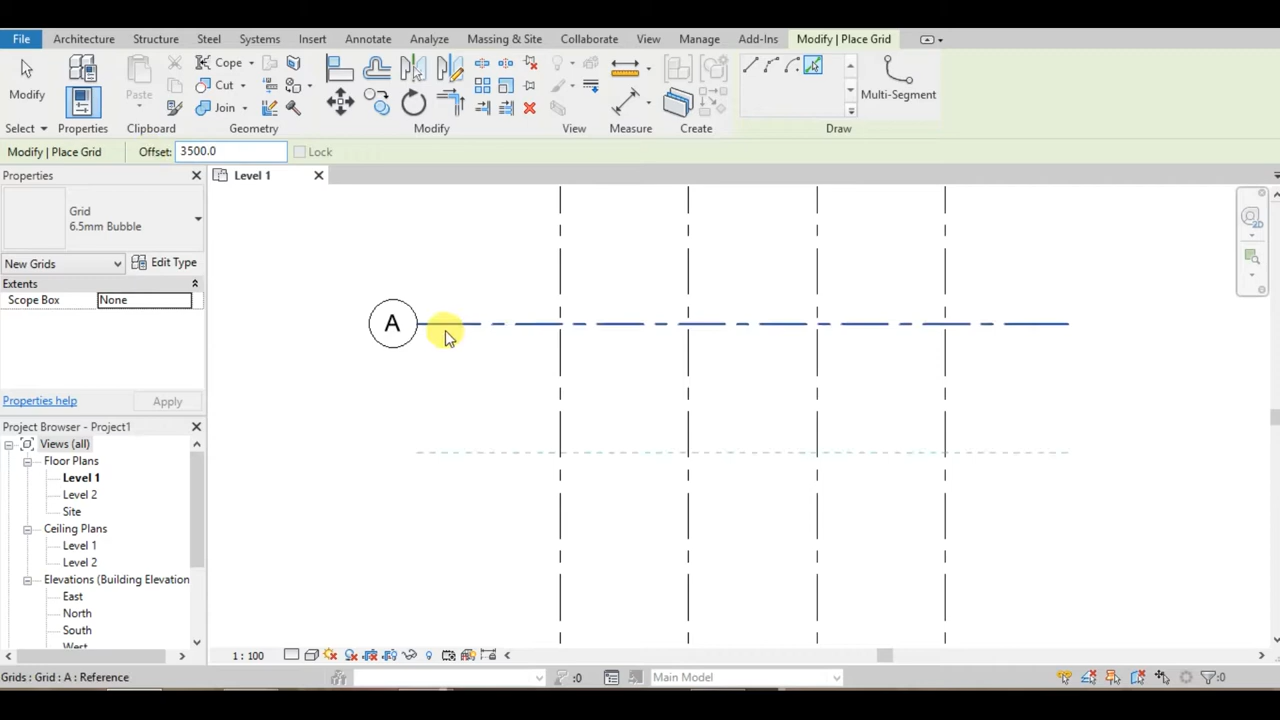 File Architecture Structure Steel Systems Insert Annotate Analyze Massing & Site Collaborate View Manage Add-Ins Modify | Place Grid
Modify Paste Cope Cut Join Multi-Segment
Select Properties Clipboard Geometry Modify View Measure Create Draw
Modify | Place Grid Offset: 3500.0 Lock
Properties
Level 1
Grid
6.5mm Bubble
New Grids Edit Type
Extents
Scope Box None
A
Properties help Apply
Project Browser - Project1
Views (all)
Floor Plans
Level 1
Level 2
Site
Ceiling Plans
Level 1
Level 2
Elevations (Building Elevation
East
North
South
West
1 : 100
Grids : Grid : A : Reference :0 Main Model :0
2D